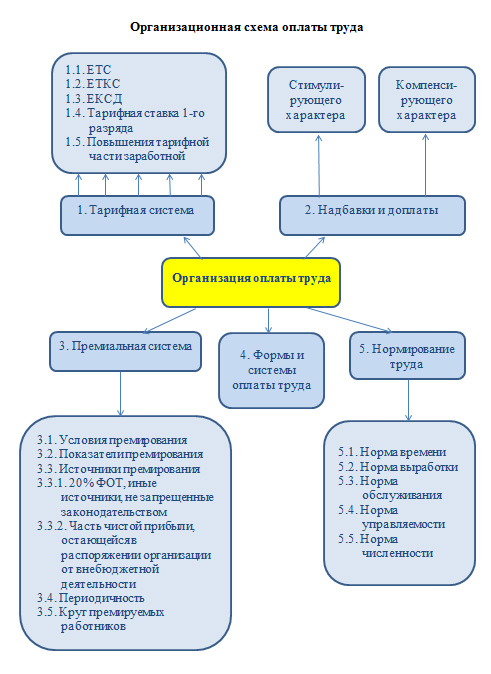 Организационная схема оплаты труда
1.1. ЕТС
1.2. ЕТКС
1.3. ЕКСД
1.4. Тарифная ставка 1-го
разряда
1.5. Повышения тарифной
части заработной
Стимули-
рующего
характера
Компенси-
рующего
характера
1. Тарифная система
2. Надбавки и доплаты
Организация оплаты труда
3. Премиальная система
4. Формы и
системы
оплаты труда
5. Нормирование
труда
3.1. Условия премирования
3.2. Показатели премирования
3.3. Источники премирования
3.3.1. 20% ФОТ, иные
источники, не запрещенные
законодательством
3.3.2. Часть чистой прибыли,
остающейся в
распоряжении организации
от внебюджетной
деятельности
3.4. Периодичность
3.5. Круг премируемых
работников
5.1. Норма времени
5.2. Норма выработки
5.3. Норма
обслуживания
5.4. Норма
управляемости
5.5. Норма
численности